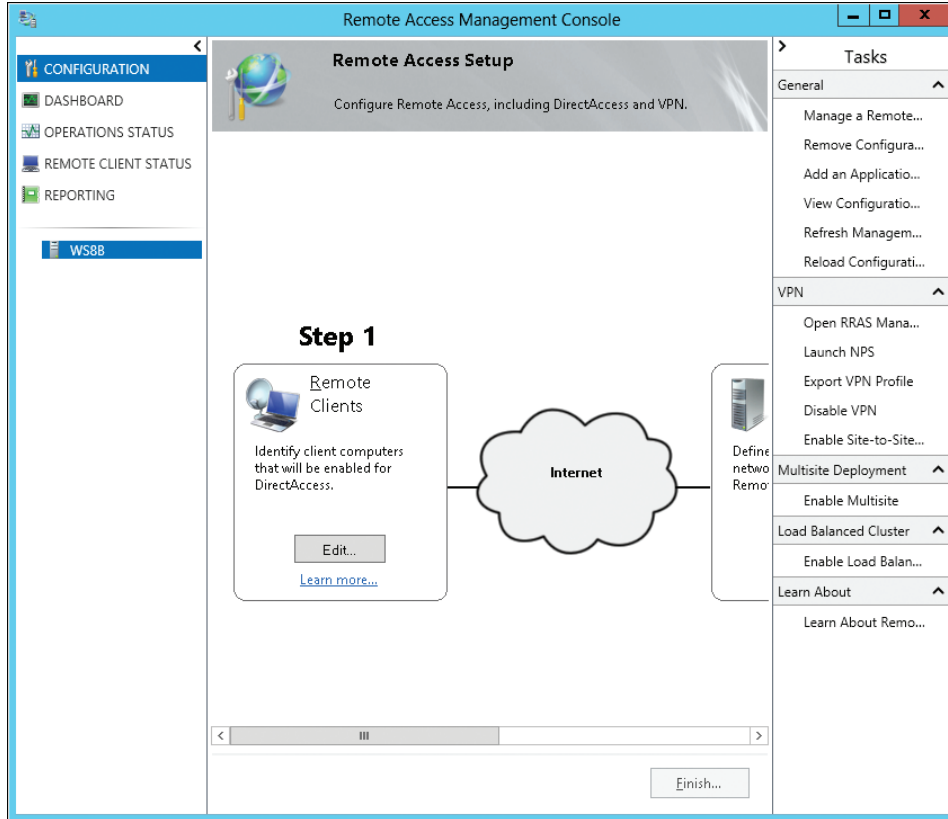 Remote Access Management Console
CONFIGURATION
DASHBOARD
OPERATIONS STATUS
REMOTE CLIENT STATUS
REPORTING
WS8B
Remote Access Setup
Configure Remote Access, including DirectAccess and VPN.
Step 1
Remote
Clients
Identify client computers
that will be enabled for
DirectAccess.
Edit...
Learn more...
Internet
Define
netwo
Remo
Finish...
Tasks
General
Manage a Remote...
Remove Configura...
Add an Applicatio...
View Configuratio...
Refresh Managem...
Reload Configurati...
VPN
Open RRAS Mana...
Launch NPS
Export VPN Profile
Disable VPN
Enable Site-to-Site...
Multisite Deployment
Enable Multisite
Load Balanced Cluster
Enable Load Balan...
Learn About
Learn About Remo...